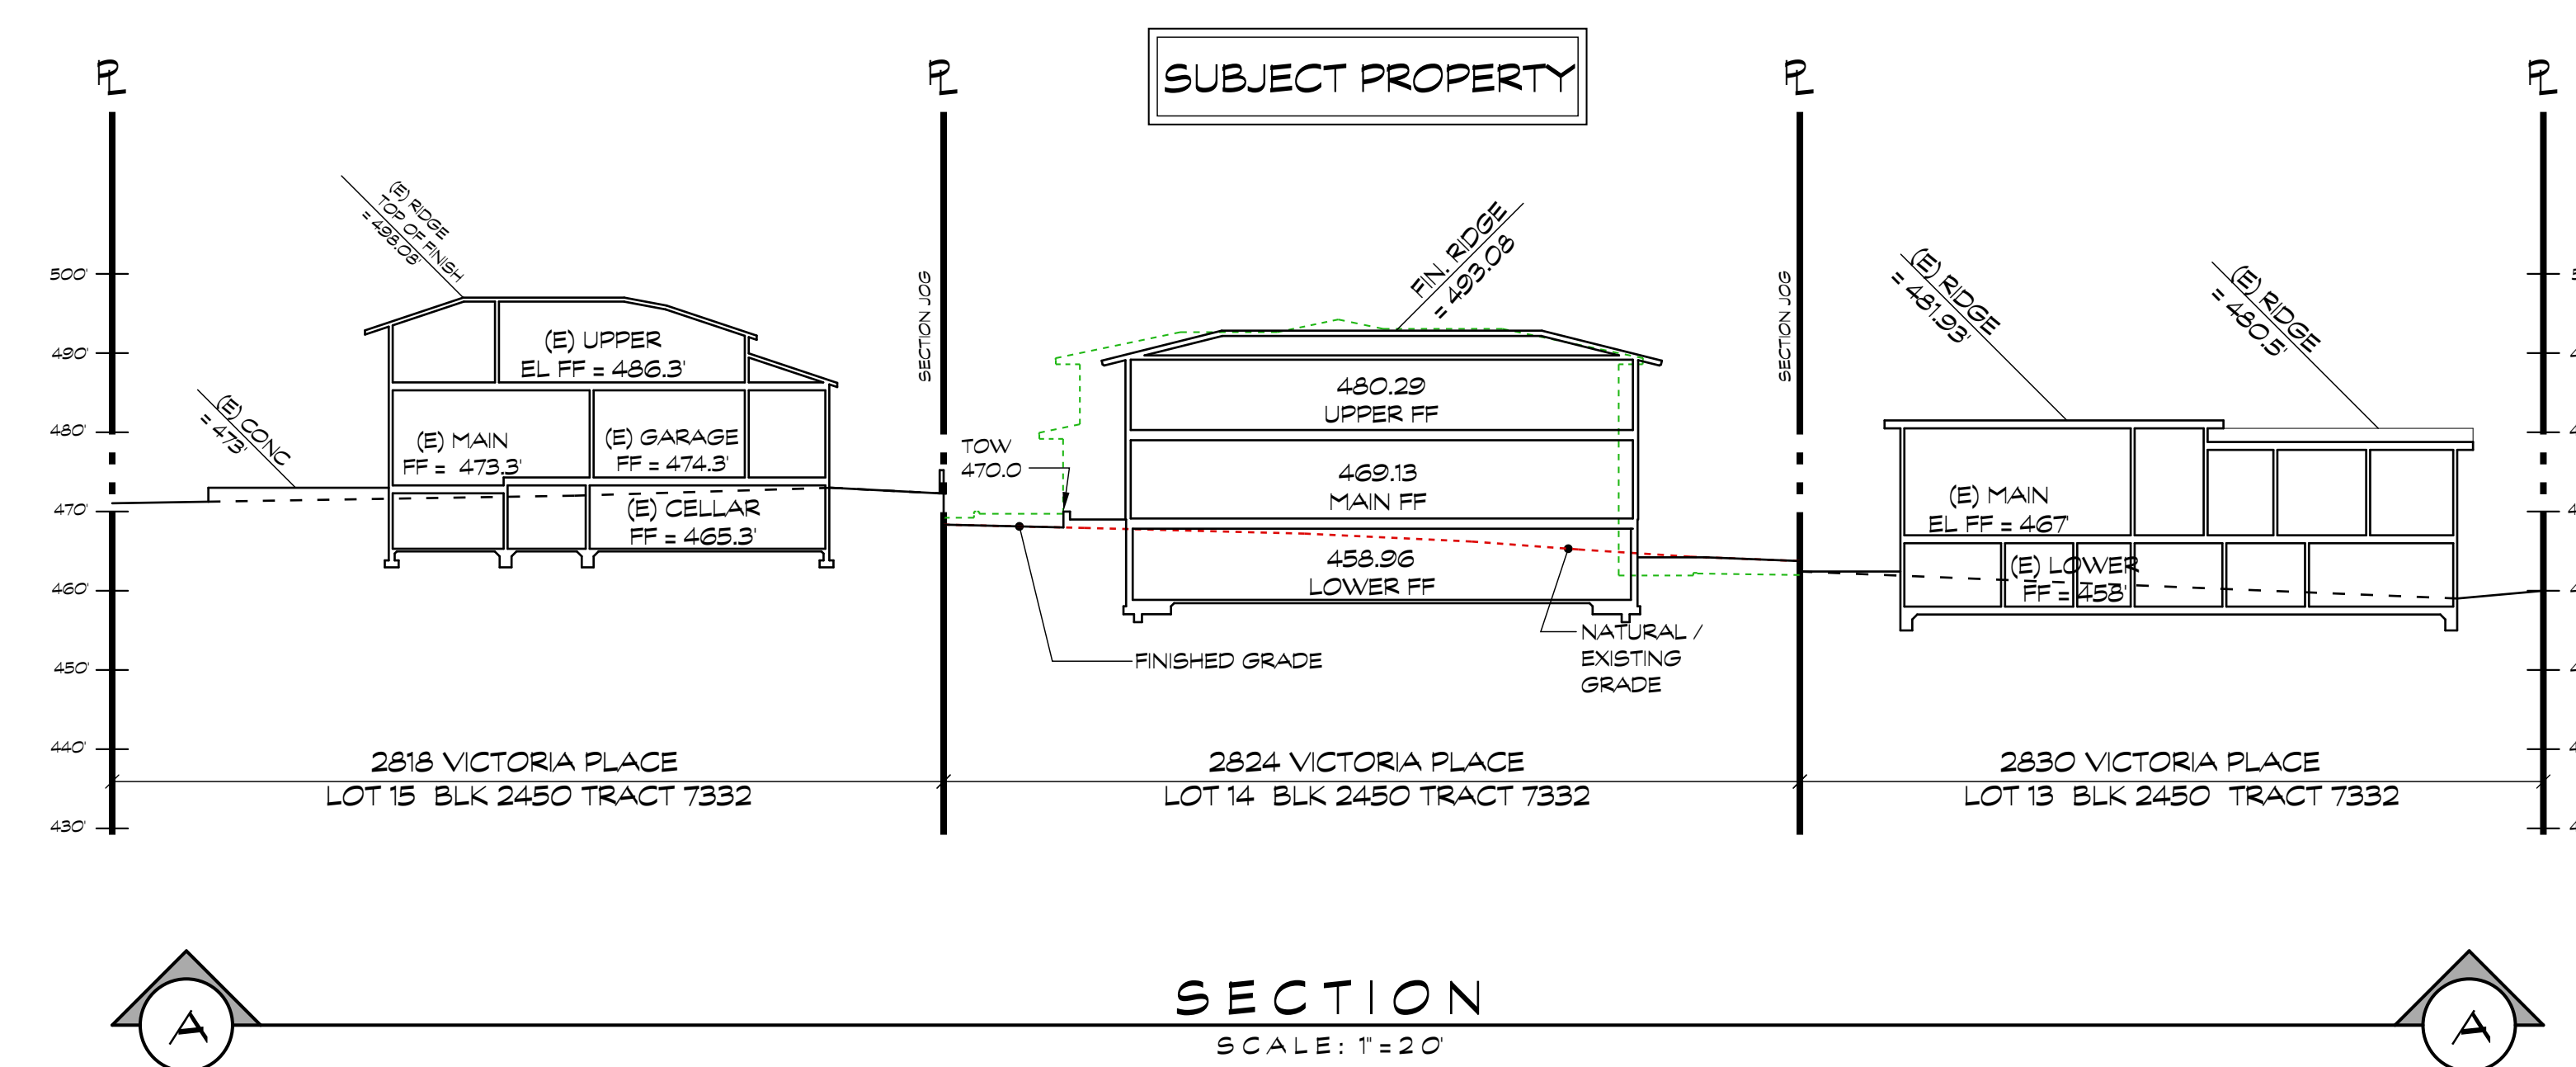 SUBJECT PROPERTY
PL
PL
PL
PL
(E) RIDGE
TOP OF FINISH
= 498.08'
(E) CONC
= 473'
500'
490'
480'
470'
460'
450'
440'
430'
(E) UPPER
EL FF = 486.3'
(E) MAIN
FF = 473.3'
(E) GARAGE
FF = 474.3'
(E) CELLAR
FF = 465.3'
SECTION JOG
TOW
470.0
FIN. RIDGE
= 493.08
480.29
UPPER FF
469.13
MAIN FF
458.96
LOWER FF
FINISHED GRADE
NATURAL /
EXISTING
GRADE
SECTION JOG
(E) RIDGE
= 481.93'
(E) RIDGE
= 480.5'
(E) MAIN
EL FF = 467'
(E) LOWER
FF = 458'
2818 VICTORIA PLACE
LOT 15 BLK 2450 TRACT 7332
2824 VICTORIA PLACE
LOT 14 BLK 2450 TRACT 7332
2830 VICTORIA PLACE
LOT 13 BLK 2450 TRACT 7332
A
SECTION
SCALE: 1"=20'
A